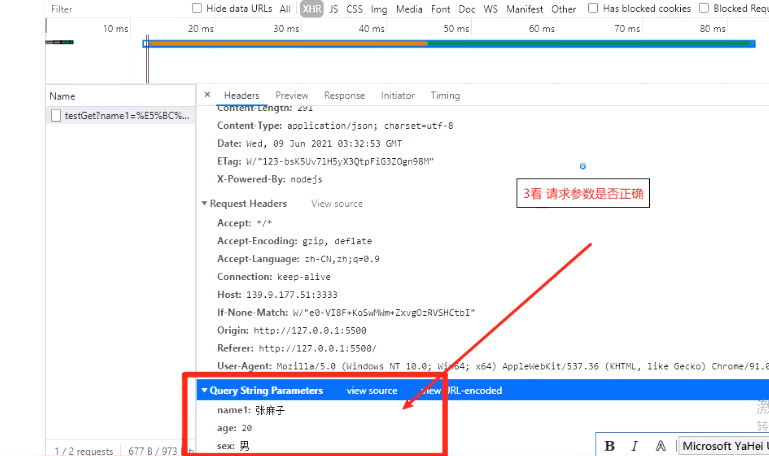 Filter Hide data URLs All XHR JS CSS Img Media Font Doc WS Manifest Other Has blocked cookies Blocked Requ
10 ms 20 ms 30 ms 40 ms 50 ms 60 ms 70 ms 80 ms
Name
testGet?name1=%E5%BC%...
× Headers Preview Response Initiator Timing
Content-Length: 291
Content-Type: application/json; charset=utf-8
Date: Wed, 09 Jun 2021 03:32:53 GMT
ETag: W/"123-bsK5Uv7lH5yX3QtpFiG3ZOgn98M"
X-Powered-By: nodejs
3看 请求参数是否正确
Request Headers View source
Accept: */*
Accept-Encoding: gzip, deflate
Accept-Language: zh-CN,zh;q=0.9
Connection: keep-alive
Host: 139.9.177.51:3333
If-None-Match: W/"e0-VI8F+KoSwMWm+ZxvgOzRVSHCtbI"
Origin: http://127.0.0.1:5500
Referer: http://127.0.0.1:5500/
User-Agent: Mozilla/5.0 (Windows NT 10.0; Win64; x64) AppleWebKit/537.36 (KHTML, like Gecko) Chrome/91.0
Query String Parameters view source view URL-encoded
name1: 张麻子
age: 20
sex: 男
激
转
1 / 2 requests 677 B / 973
B I A Microsoft YaHei U